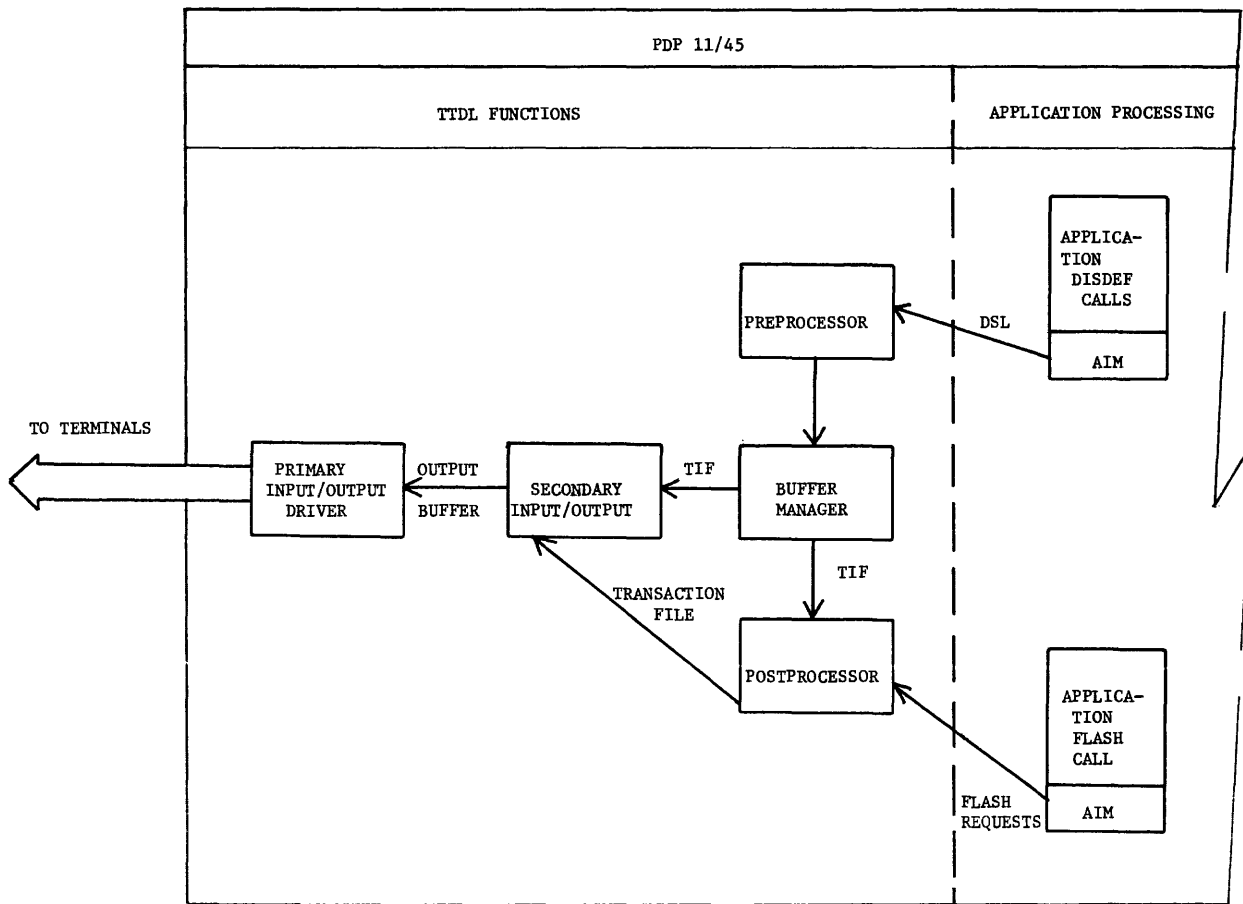 PDP 11/45
TTDL FUNCTIONS
APPLICATION PROCESSING
APPLICA-
TION
DISDEF
CALLS
AIM
DSL
PREPROCESSOR
TO TERMINALS
PRIMARY
INPUT/OUTPUT
DRIVER
OUTPUT
BUFFER
SECONDARY
INPUT/OUTPUT
TIF
BUFFER
MANAGER
TIF
TRANSACTION
FILE
POSTPROCESSOR
APPLICA-
TION
FLASH
CALL
AIM
FLASH
REQUESTS